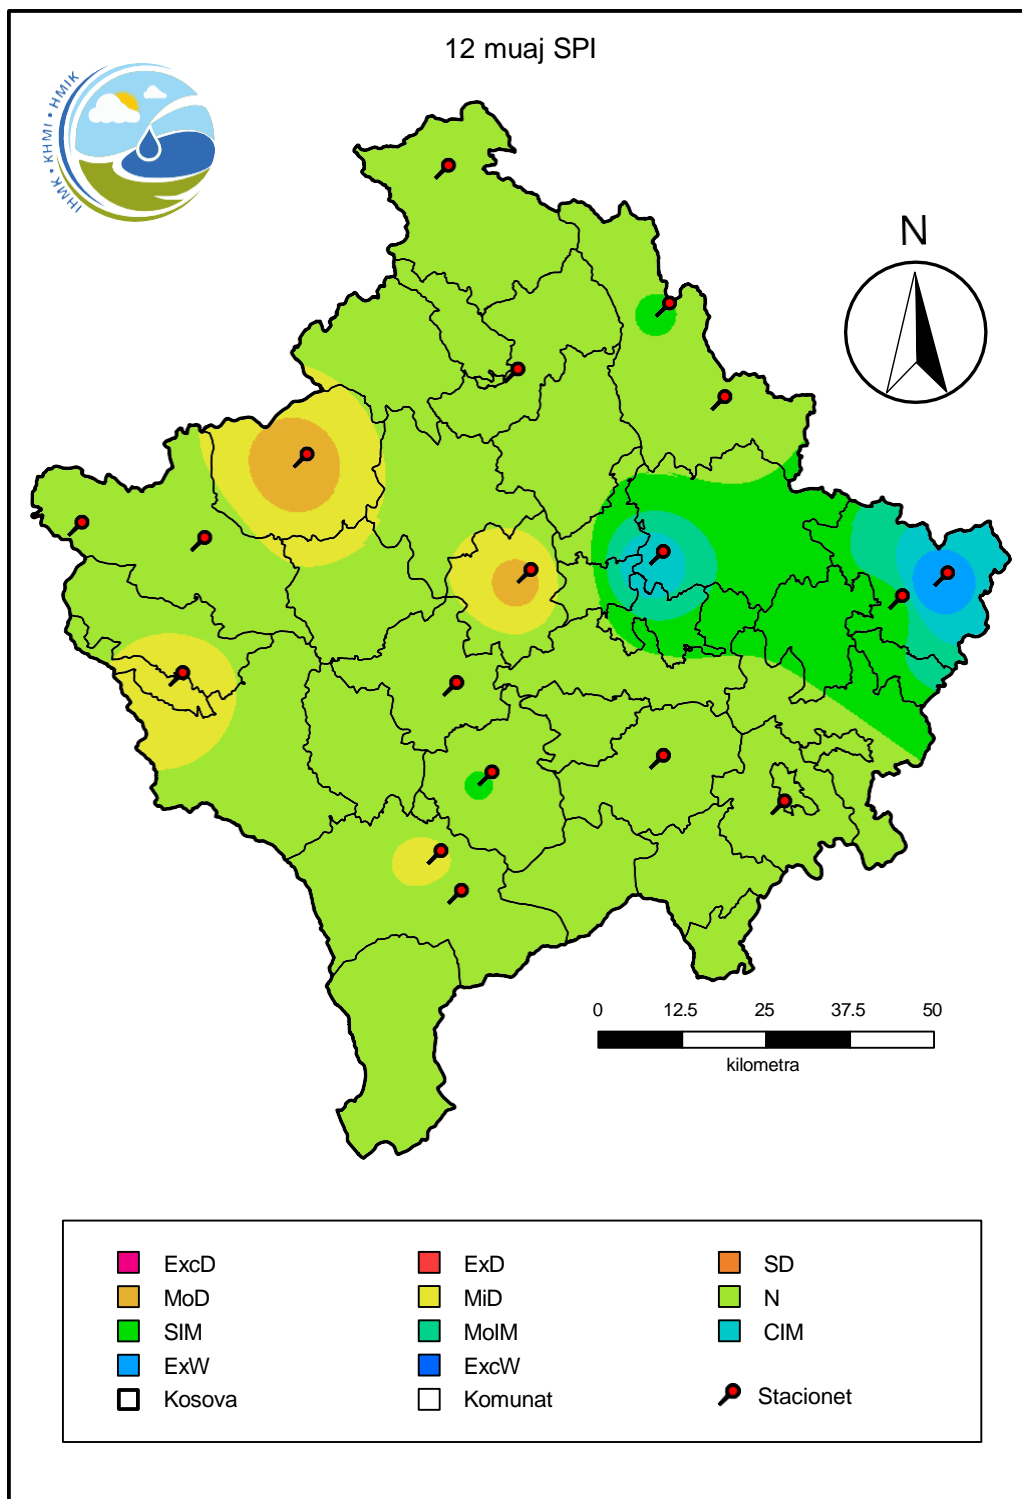 12 muaj SPI
IHMK • KHMI • HMIK
N
0 12.5 25 37.5 50
kilometra
ExcD ExD SD
MoD MiD N
SIM MoIM CIM
ExW ExcW
Kosova Komunat Stacionet